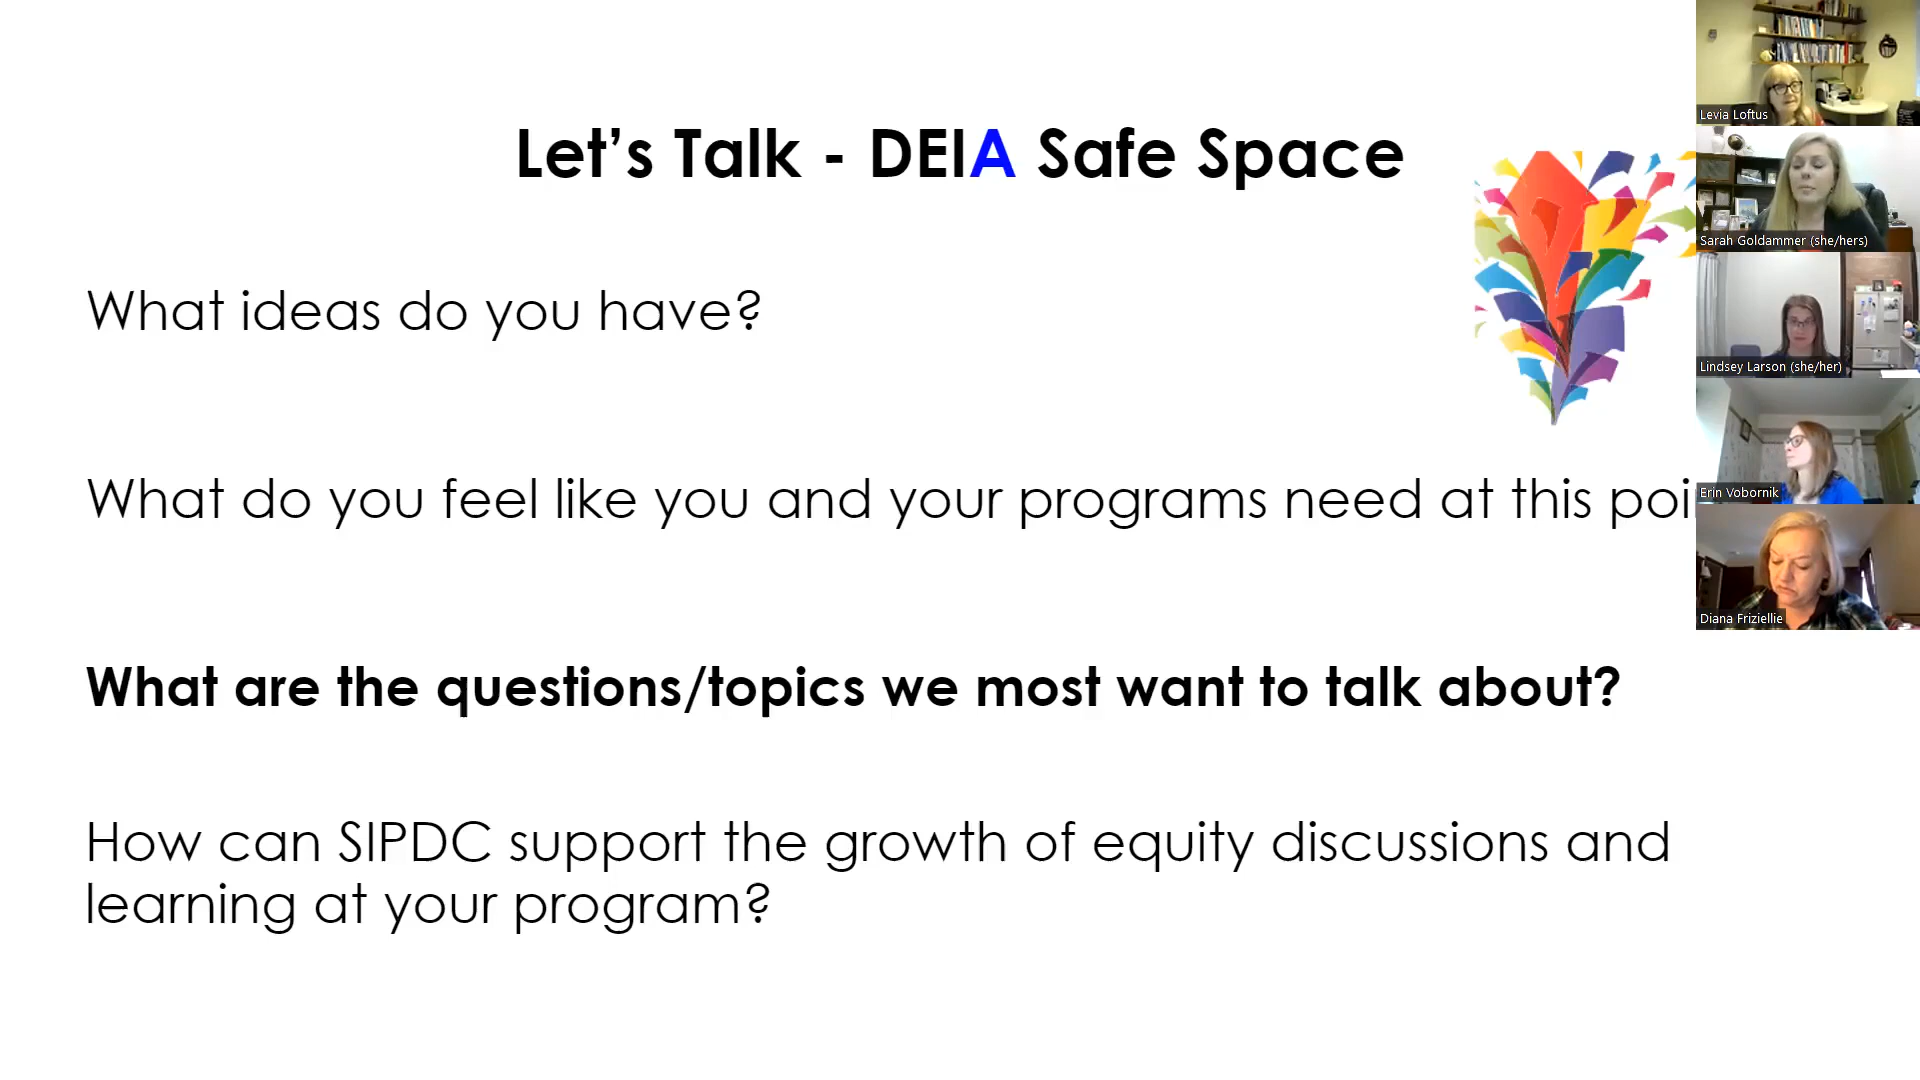 Let’s Talk - DEIA Safe Space
What ideas do you have?
What do you feel like you and your programs need at this
What are the questions/topics we most want to talk about?
How can SIPDC support the growth of equity discussions and
learning at your program?
Levia Loftus
Sarah Goldammer (she/hers)
Lindsey Larson (she/her)
Erin Vobornik
Diana Friziellie